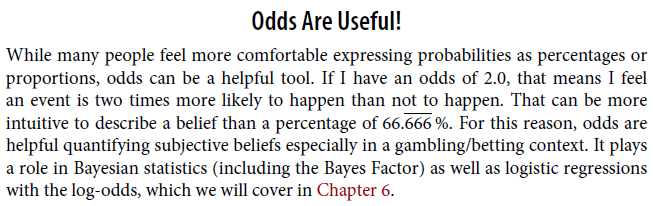 Odds Are Useful!
While many people feel more comfortable expressing probabilities as percentages or
proportions, odds can be a helpful tool. If I have an odds of 2.0, that means I feel
an event is two times more likely to happen than not to happen. That can be more
intuitive to describe a belief than a percentage of 66.6̅6̅6̅%. For this reason, odds are
helpful quantifying subjective beliefs especially in a gambling/betting context. It plays
a role in Bayesian statistics (including the Bayes Factor) as well as logistic regressions
with the log-odds, which we will cover in Chapter 6.